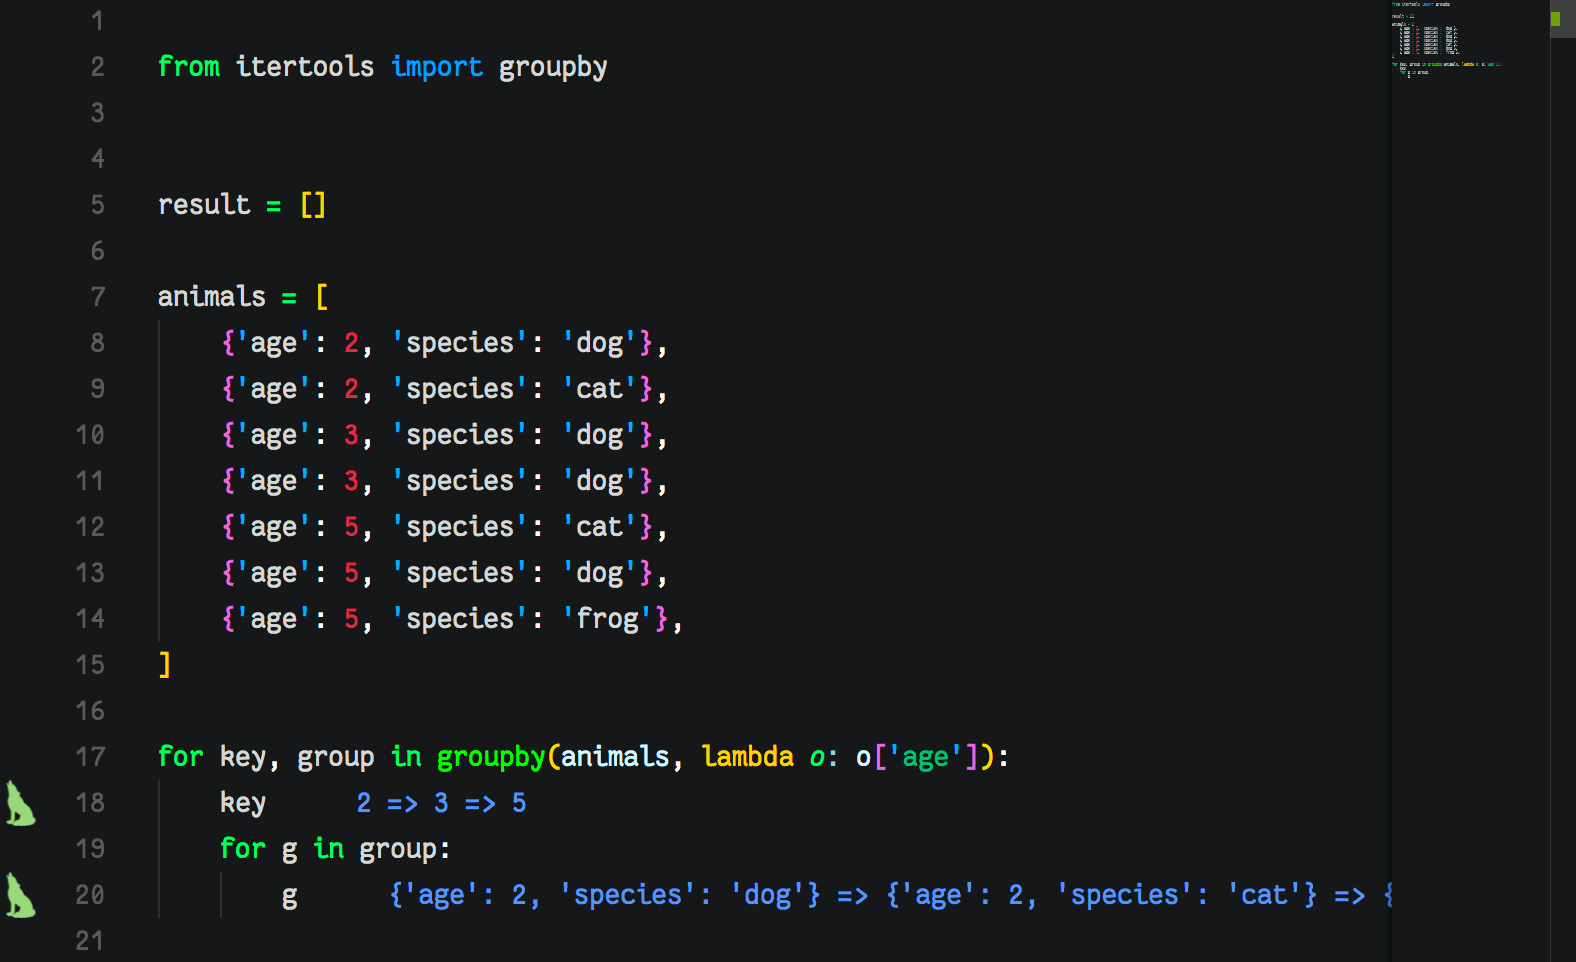 1
2 from itertools import groupby
3
4
5 result = []
6
7 animals = [
8 {'age': 2, 'species': 'dog'},
9 {'age': 2, 'species': 'cat'},
10 {'age': 3, 'species': 'dog'},
11 {'age': 3, 'species': 'dog'},
12 {'age': 5, 'species': 'cat'},
13 {'age': 5, 'species': 'dog'},
14 {'age': 5, 'species': 'frog'},
15 ]
16
17 for key, group in groupby(animals, lambda o: o['age']):
18 key 2 => 3 => 5
19 for g in group:
20 g {'age': 2, 'species': 'dog'} => {'age': 2, 'species': 'cat'} => {
21